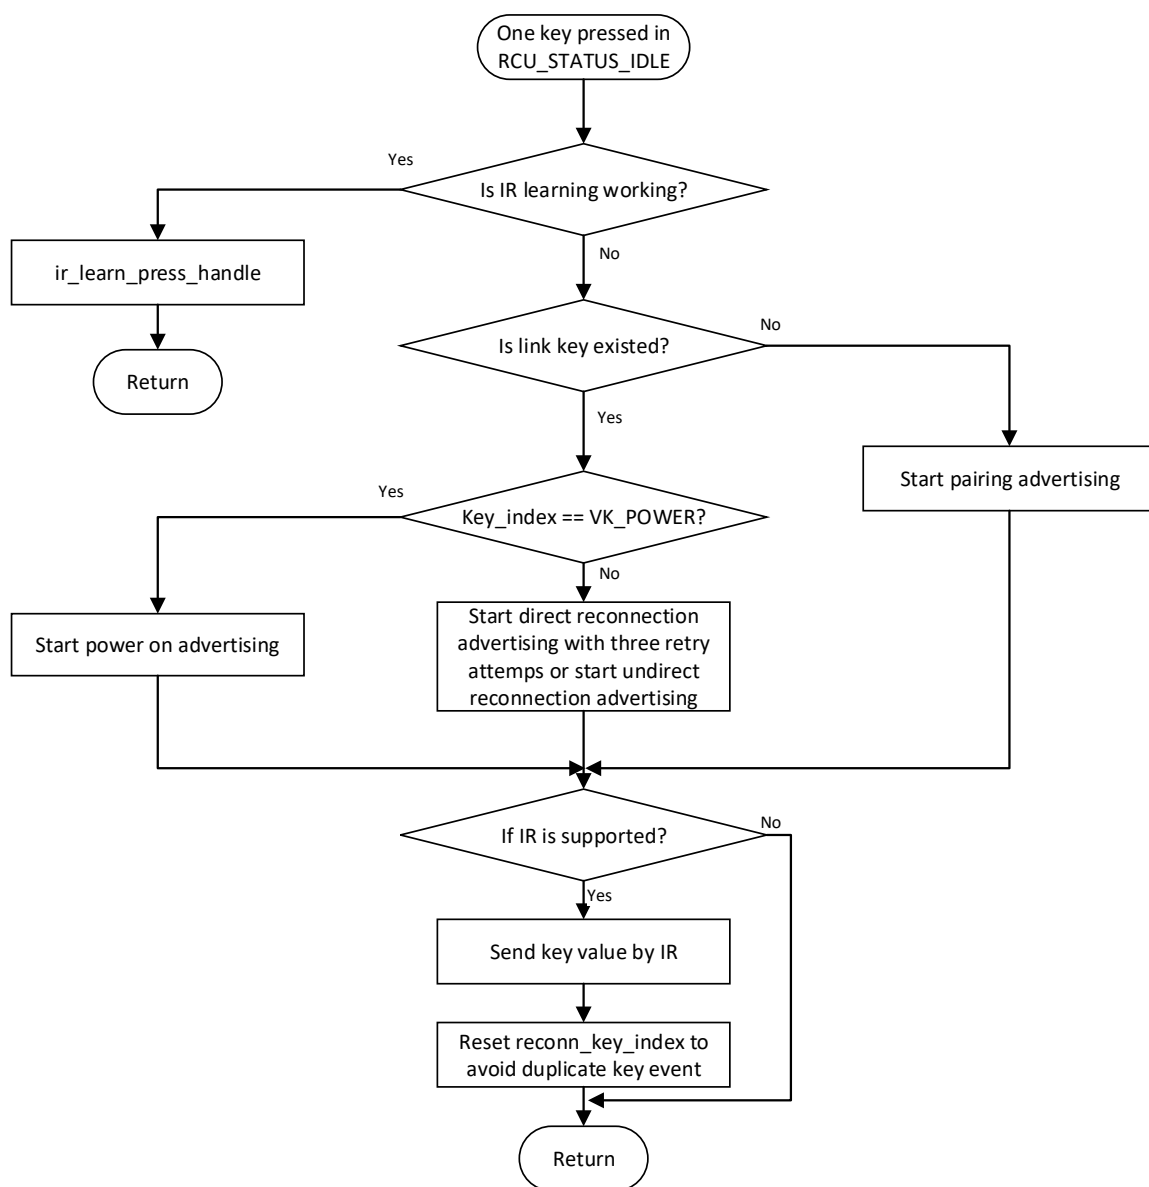 One key pressed in
RCU_STATUS_IDLE
Yes
Is IR learning working?
ir_learn_press_handle
No
Return
Is link key existed?
No
Yes
Start pairing advertising
Yes
Key_index == VK_POWER?
No
Start power on advertising
Start direct reconnection
advertising with three retry
attemps or start undirect
reconnection advertising
If IR is supported?
No
Yes
Send key value by IR
Reset reconn_key_index to
avoid duplicate key event
Return